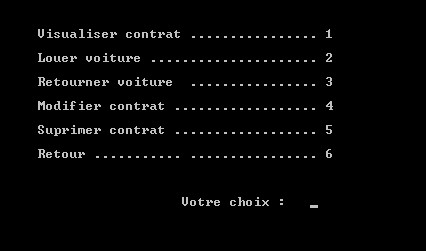 Visualiser contrat ................ 1
Louer voiture ..................... 2
Retourner voiture  ................ 3
Modifier contrat .................. 4
Suprimer contrat .................. 5
Retour ........... ................ 6
Votre choix :   _